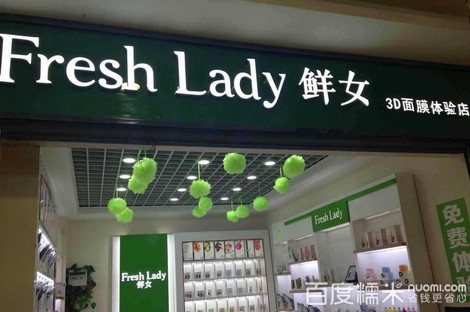 Fresh Lady 鲜女
3D面膜体验店
Fresh Lady
Fresh Lady
鲜女
免费体
百度糯米 nuomi.com
省钱更省心